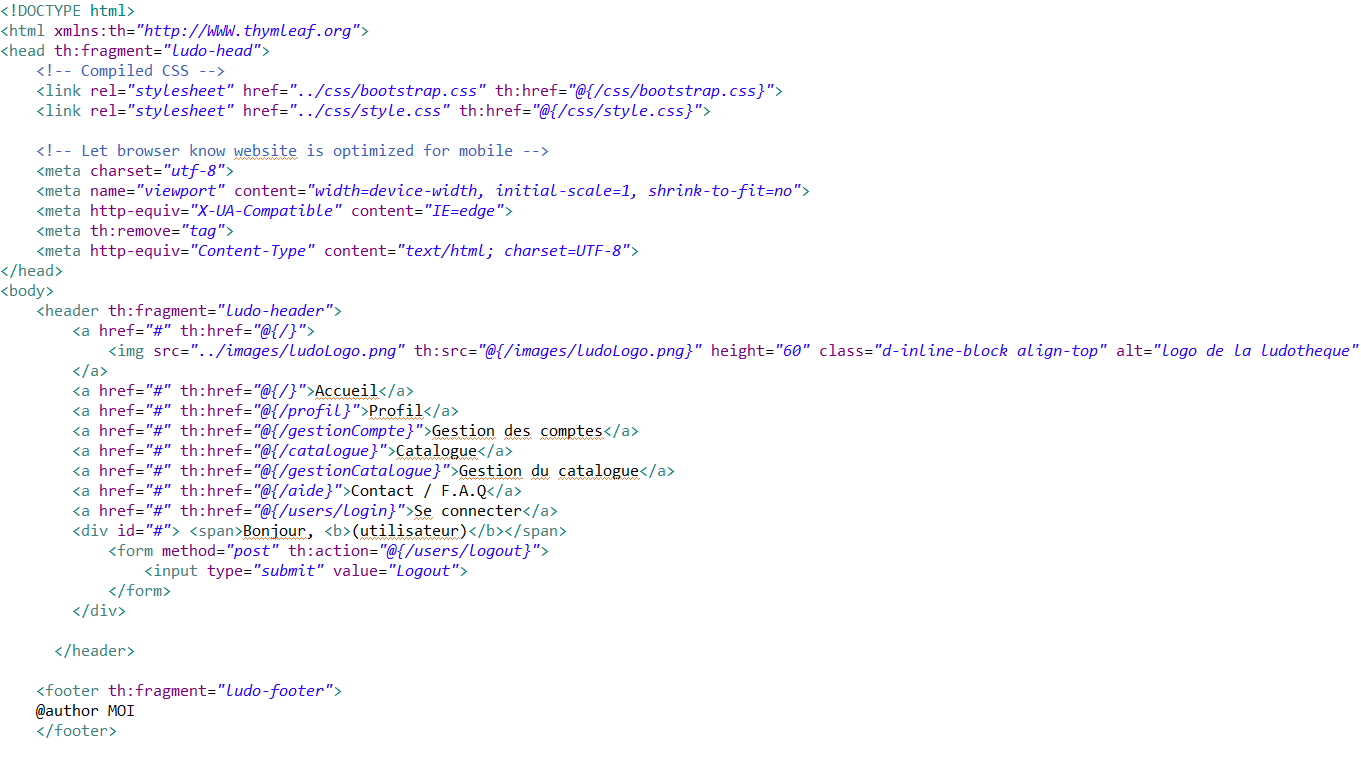 <!DOCTYPE html>
<html xmlns:th="http://WWW.thymleaf.org">
<head th:fragment="ludo-head">
    <!-- Compiled CSS -->
    <link rel="stylesheet" href="../css/bootstrap.css" th:href="@{/css/bootstrap.css}">
    <link rel="stylesheet" href="../css/style.css" th:href="@{/css/style.css}">

    <!-- Let browser know website is optimized for mobile -->
    <meta charset="utf-8">
    <meta name="viewport" content="width=device-width, initial-scale=1, shrink-to-fit=no">
    <meta http-equiv="X-UA-Compatible" content="IE=edge">
    <meta th:remove="tag">
    <meta http-equiv="Content-Type" content="text/html; charset=UTF-8">
</head>
<body>
    <header th:fragment="ludo-header">
        <a href="#" th:href="@{/}">
            <img src="../images/ludoLogo.png" th:src="@{/images/ludoLogo.png}" height="60" class="d-inline-block align-top" alt="logo de la ludotheque"
        </a>
        <a href="#" th:href="@{/}">Accueil</a>
        <a href="#" th:href="@{/profil}">Profil</a>
        <a href="#" th:href="@{/gestionCompte}">Gestion des comptes</a>
        <a href="#" th:href="@{/catalogue}">Catalogue</a>
        <a href="#" th:href="@{/gestionCatalogue}">Gestion du catalogue</a>
        <a href="#" th:href="@{/aide}">Contact / F.A.Q</a>
        <a href="#" th:href="@{/users/login}">Se connecter</a>
        <div id="#"> <span>Bonjour, <b>(utilisateur)</b></span>
            <form method="post" th:action="@{/users/logout}">
                <input type="submit" value="Logout">
            </form>
        </div>

      </header>

    <footer th:fragment="ludo-footer">
    @author MOI
    </footer>